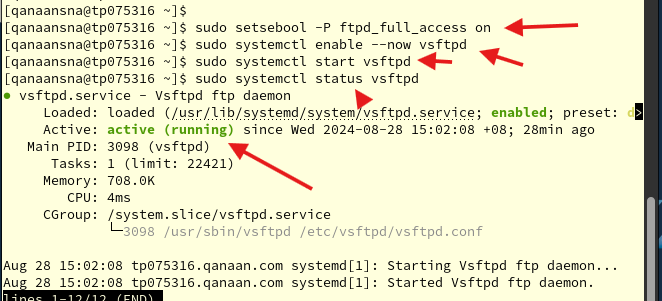 [qanaansna@tp075316 ~]$
[qanaansna@tp075316 ~]$ sudo setsebool -P ftpd_full_access on
[qanaansna@tp075316 ~]$ sudo systemctl enable --now vsftpd
[qanaansna@tp075316 ~]$ sudo systemctl start vsftpd
[qanaansna@tp075316 ~]$ sudo systemctl status vsftpd
● vsftpd.service - Vsftpd ftp daemon
Loaded: loaded (/usr/lib/systemd/system/vsftpd.service; enabled; preset: d>
Active: active (running) since Wed 2024-08-28 15:02:08 +08; 28min ago
Main PID: 3098 (vsftpd)
Tasks: 1 (limit: 22421)
Memory: 708.0K
CPU: 4ms
CGroup: /system.slice/vsftpd.service
└─3098 /usr/sbin/vsftpd /etc/vsftpd/vsftpd.conf
Aug 28 15:02:08 tp075316.qanaan.com systemd[1]: Starting Vsftpd ftp daemon...
Aug 28 15:02:08 tp075316.qanaan.com systemd[1]: Started Vsftpd ftp daemon.
lines 1-12/12 (END)